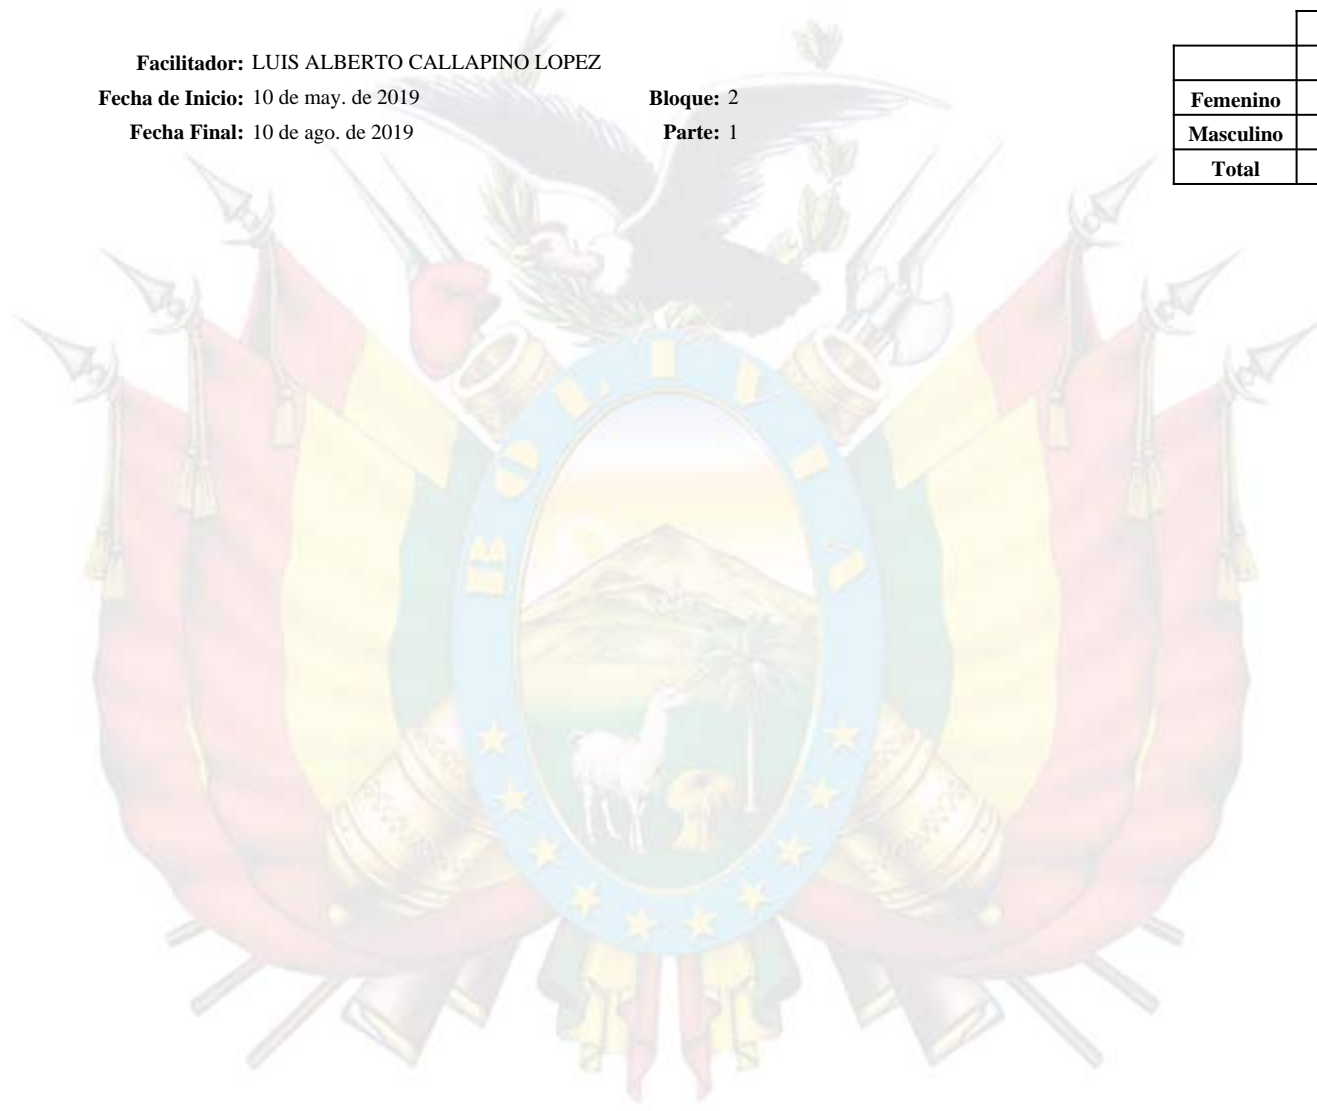 Facilitador: LUIS ALBERTO CALLAPINO LOPEZ
Fecha de Inicio: 10 de may. de 2019 Bloque: 2
Fecha Final: 10 de ago. de 2019 Parte: 1
Femenino
Masculino
Total
BOLIVIA